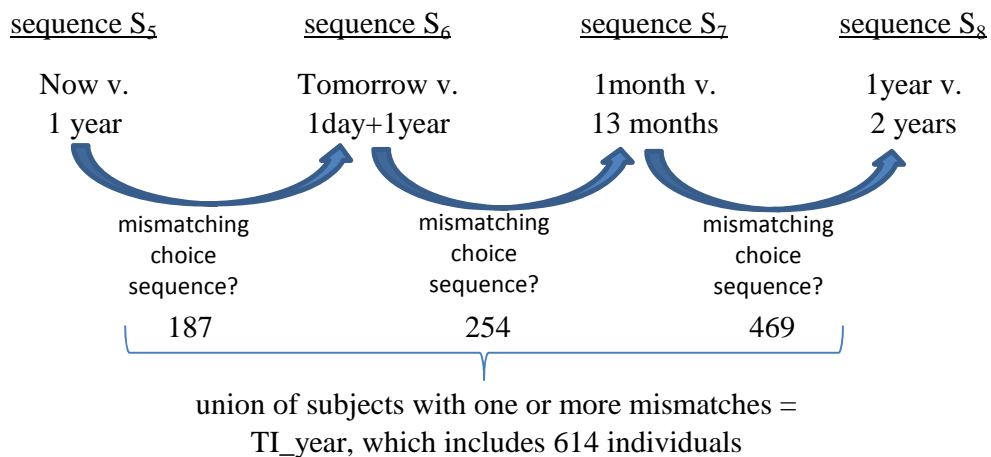 sequence S₅ sequence S₆ sequence S₇ sequence S₈
Now v. Tomorrow v. 1month v. 1year v.
1 year 1day+1year 13 months 2 years
mismatching mismatching mismatching
choice choice choice
sequence? sequence? sequence?
187 254 469
union of subjects with one or more mismatches =
TI_year, which includes 614 individuals